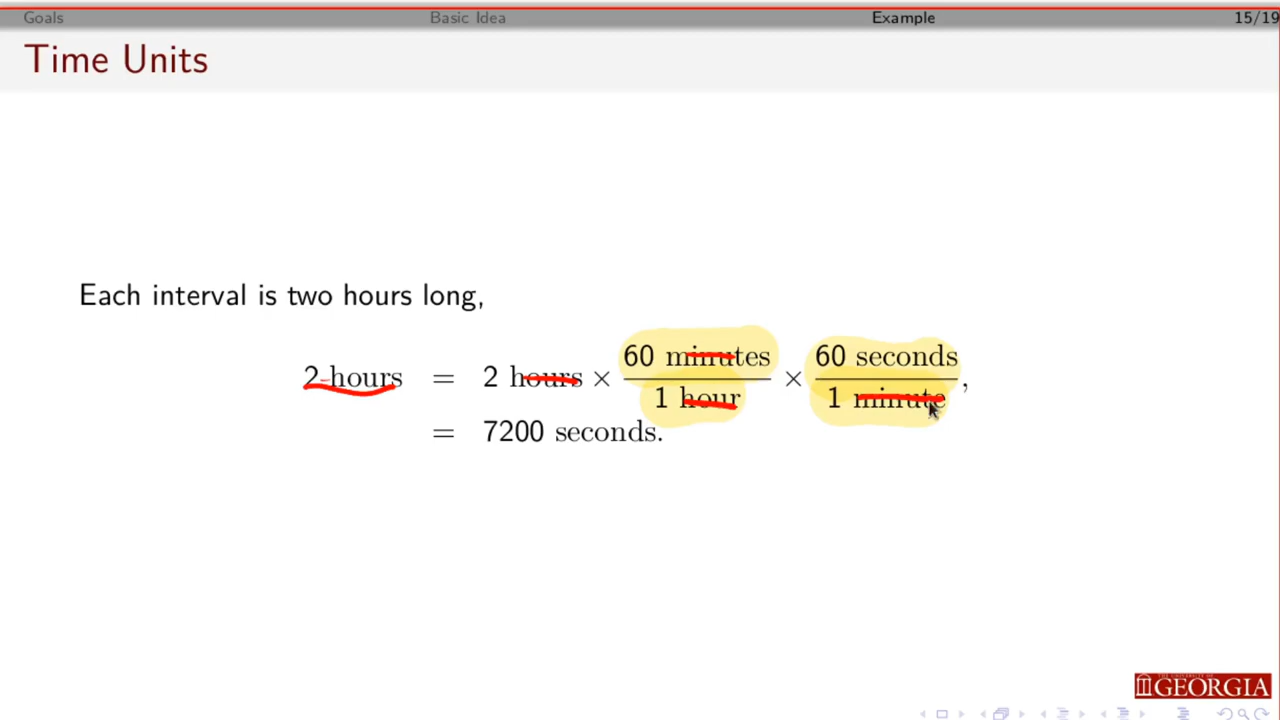 Goals Basic Idea Example 15/19
Time Units
Each interval is two hours long,
2 hours = 2 hours × 60 minutes / 1 hour × 60 seconds / 1 minute,
= 7200 seconds.
GEORGIA